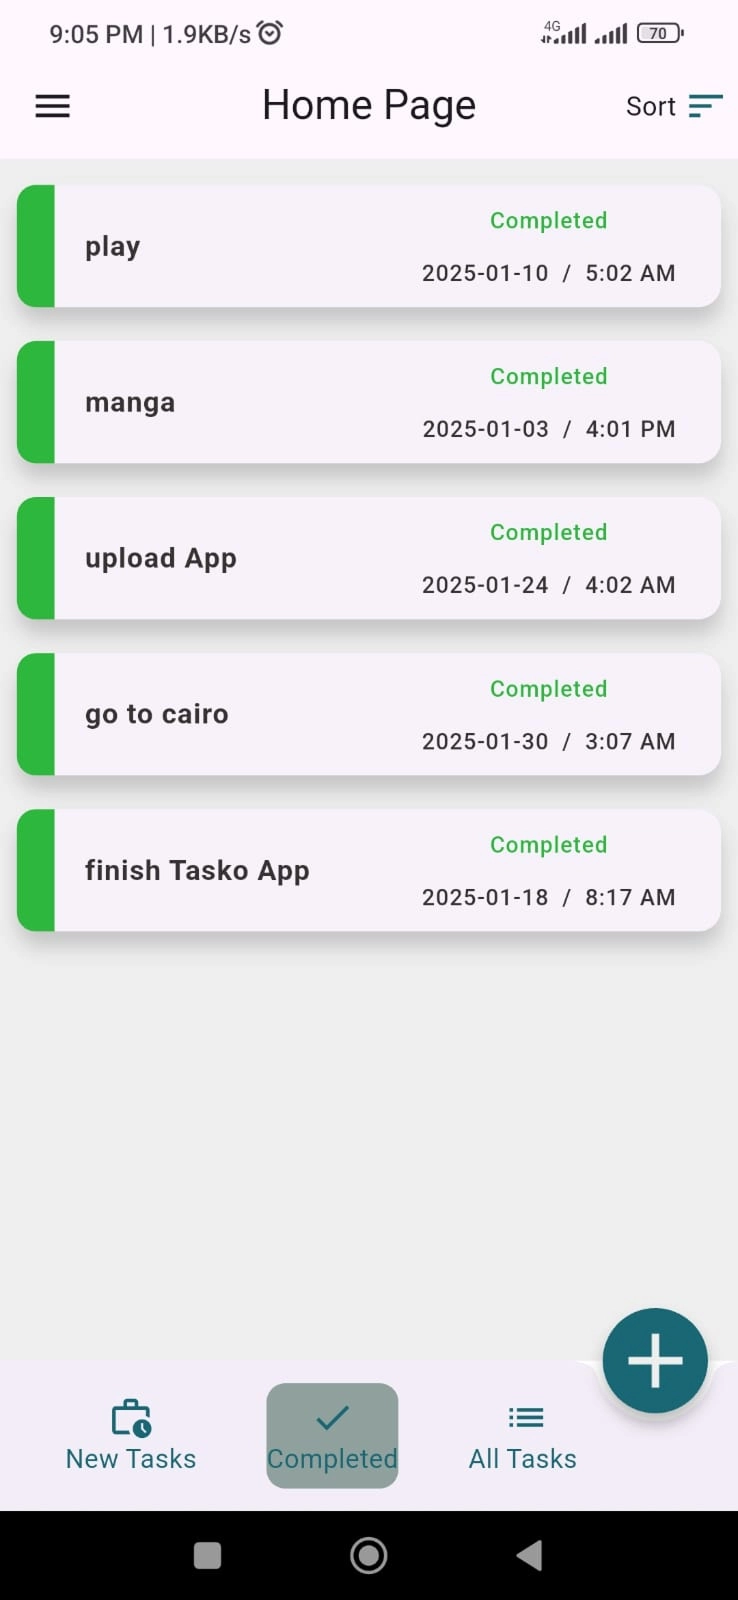 9:05 PM | 1.9KB/s 4G 70
Home Page Sort
play
Completed
2025-01-10 / 5:02 AM
manga
Completed
2025-01-03 / 4:01 PM
upload App
Completed
2025-01-24 / 4:02 AM
go to cairo
Completed
2025-01-30 / 3:07 AM
finish Tasko App
Completed
2025-01-18 / 8:17 AM
New Tasks Completed All Tasks